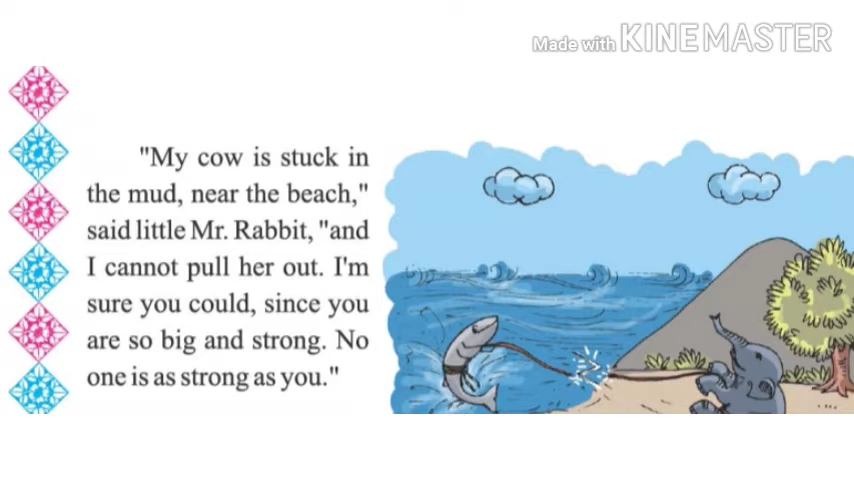 Made with KINEMASTER
"My cow is stuck in
the mud, near the beach,"
said little Mr. Rabbit, "and
I cannot pull her out. I'm
sure you could, since you
are so big and strong. No
one is as strong as you."